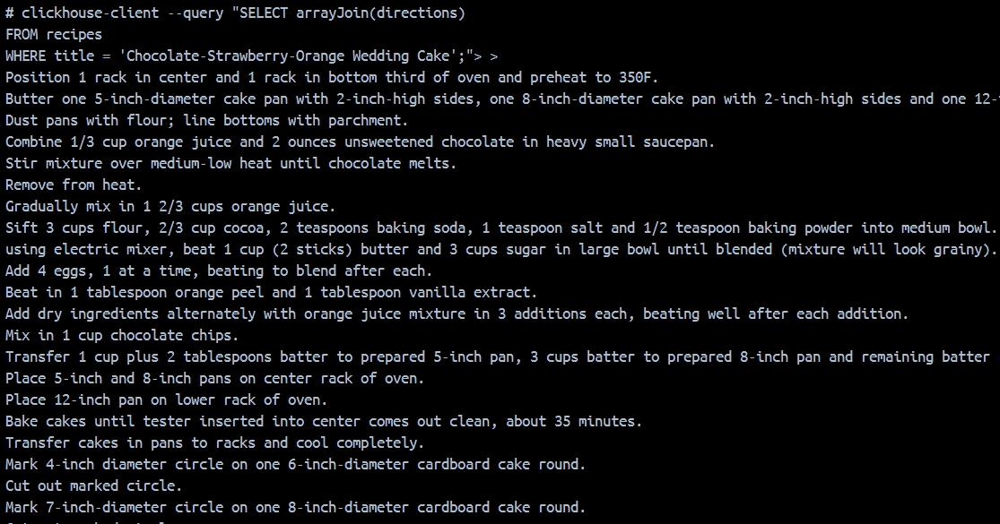 # clickhouse-client --query "SELECT arrayJoin(directions)
FROM recipes
WHERE title = 'Chocolate-Strawberry-Orange Wedding Cake';"> >
Position 1 rack in center and 1 rack in bottom third of oven and preheat to 350F.
Butter one 5-inch-diameter cake pan with 2-inch-high sides, one 8-inch-diameter cake pan with 2-inch-high sides and one 12-
Dust pans with flour; line bottoms with parchment.
Combine 1/3 cup orange juice and 2 ounces unsweetened chocolate in heavy small saucepan.
Stir mixture over medium-low heat until chocolate melts.
Remove from heat.
Gradually mix in 1 2/3 cups orange juice.
Sift 3 cups flour, 2/3 cup cocoa, 2 teaspoons baking soda, 1 teaspoon salt and 1/2 teaspoon baking powder into medium bowl.
using electric mixer, beat 1 cup (2 sticks) butter and 3 cups sugar in large bowl until blended (mixture will look grainy).
Add 4 eggs, 1 at a time, beating to blend after each.
Beat in 1 tablespoon orange peel and 1 tablespoon vanilla extract.
Add dry ingredients alternately with orange juice mixture in 3 additions each, beating well after each addition.
Mix in 1 cup chocolate chips.
Transfer 1 cup plus 2 tablespoons batter to prepared 5-inch pan, 3 cups batter to prepared 8-inch pan and remaining batter
Place 5-inch and 8-inch pans on center rack of oven.
Place 12-inch pan on lower rack of oven.
Bake cakes until tester inserted into center comes out clean, about 35 minutes.
Transfer cakes in pans to racks and cool completely.
Mark 4-inch diameter circle on one 6-inch-diameter cardboard cake round.
Cut out marked circle.
Mark 7-inch-diameter circle on one 8-inch-diameter cardboard cake round.